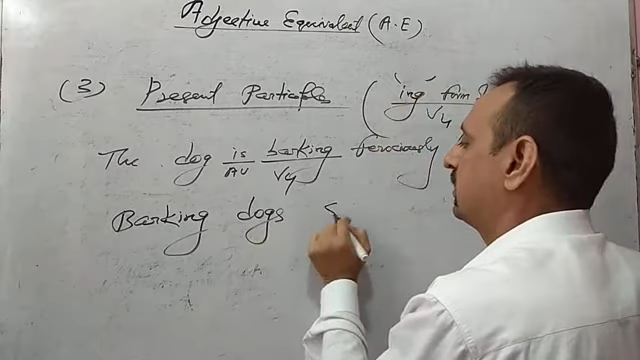 Adjective Equivalent (A.E)
(3) Present Participle ("ing" form
V4
The dog is barking ferociously
AV V4
Barking dogs s